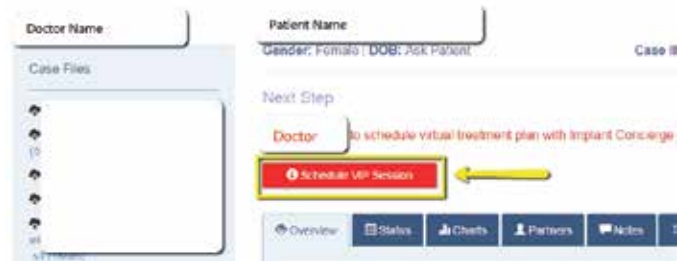 Doctor Name
Case Files
Patient Name
Gender: Female | DOB: Ask Patient
Case
Next Step
Doctor to schedule virtual treatment plan with Implant Concierge
Schedule VIP Session
Overview
Status
Charts
Partners
Notes